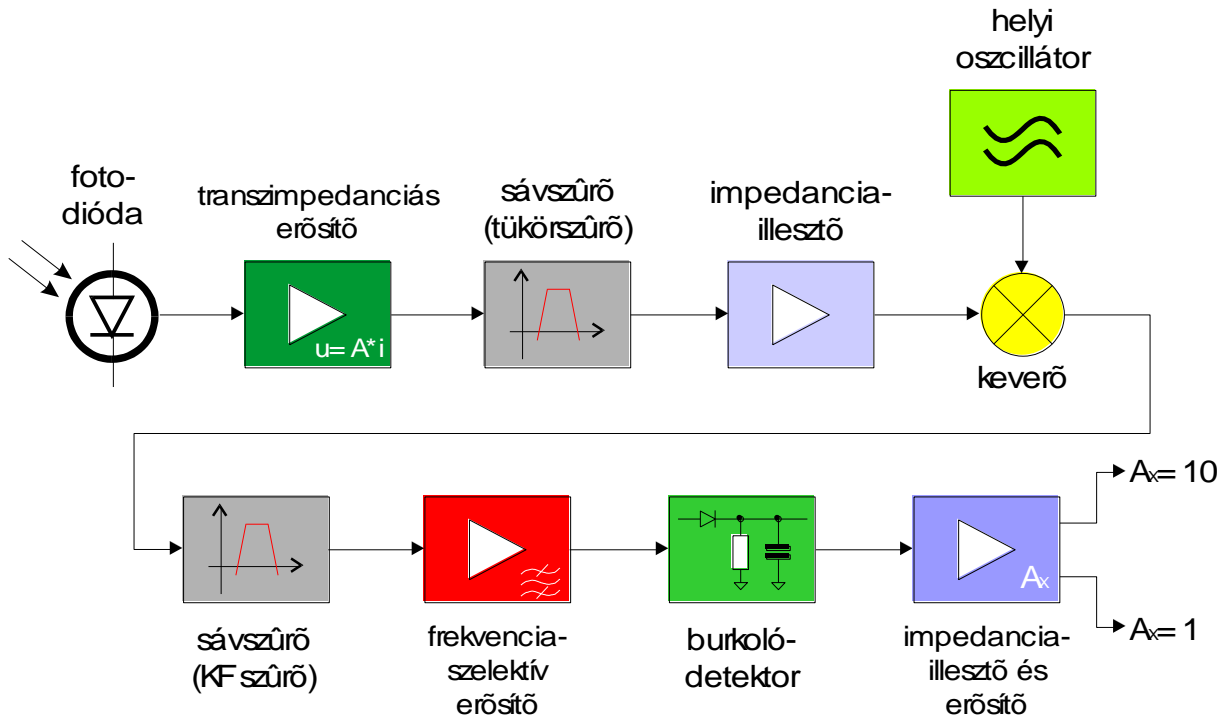 helyi
oszcillátor
foto-
dióda
transzimpedanciás
erõsítõ
sávszûrõ
(tükörszûrõ)
impedancia-
illesztõ
u= A*i
keverõ
Ax= 10
Ax
Ax= 1
sávszûrõ
(KF szûrõ)
frekvencia-
szelektív
erõsítõ
burkoló-
detektor
impedancia-
illesztõ és
erõsítõ